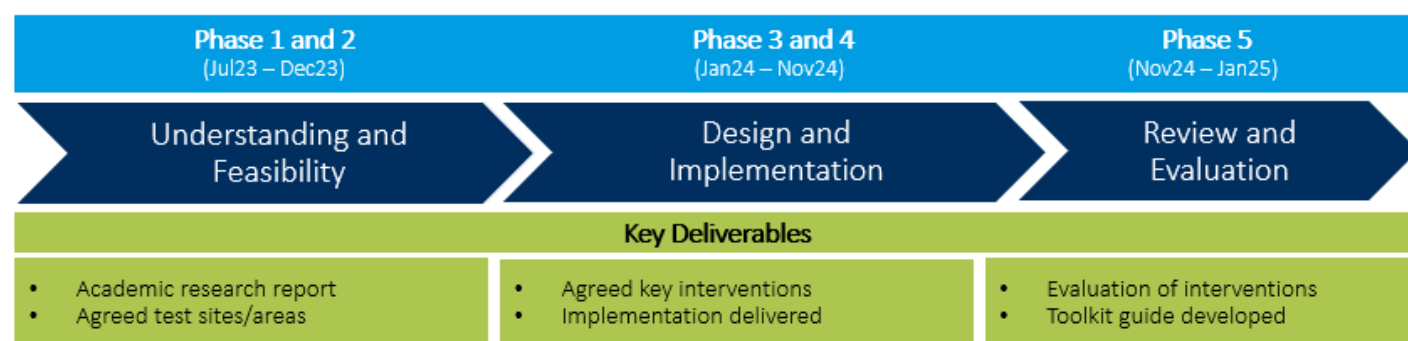 Phase 1 and 2
(Jul23 – Dec23)
Phase 3 and 4
(Jan24 – Nov24)
Phase 5
(Nov24 – Jan25)
Understanding and
Feasibility
Design and
Implementation
Review and
Evaluation
Key Deliverables
• Academic research report
• Agreed test sites/areas
• Agreed key interventions
• Implementation delivered
• Evaluation of interventions
• Toolkit guide developed